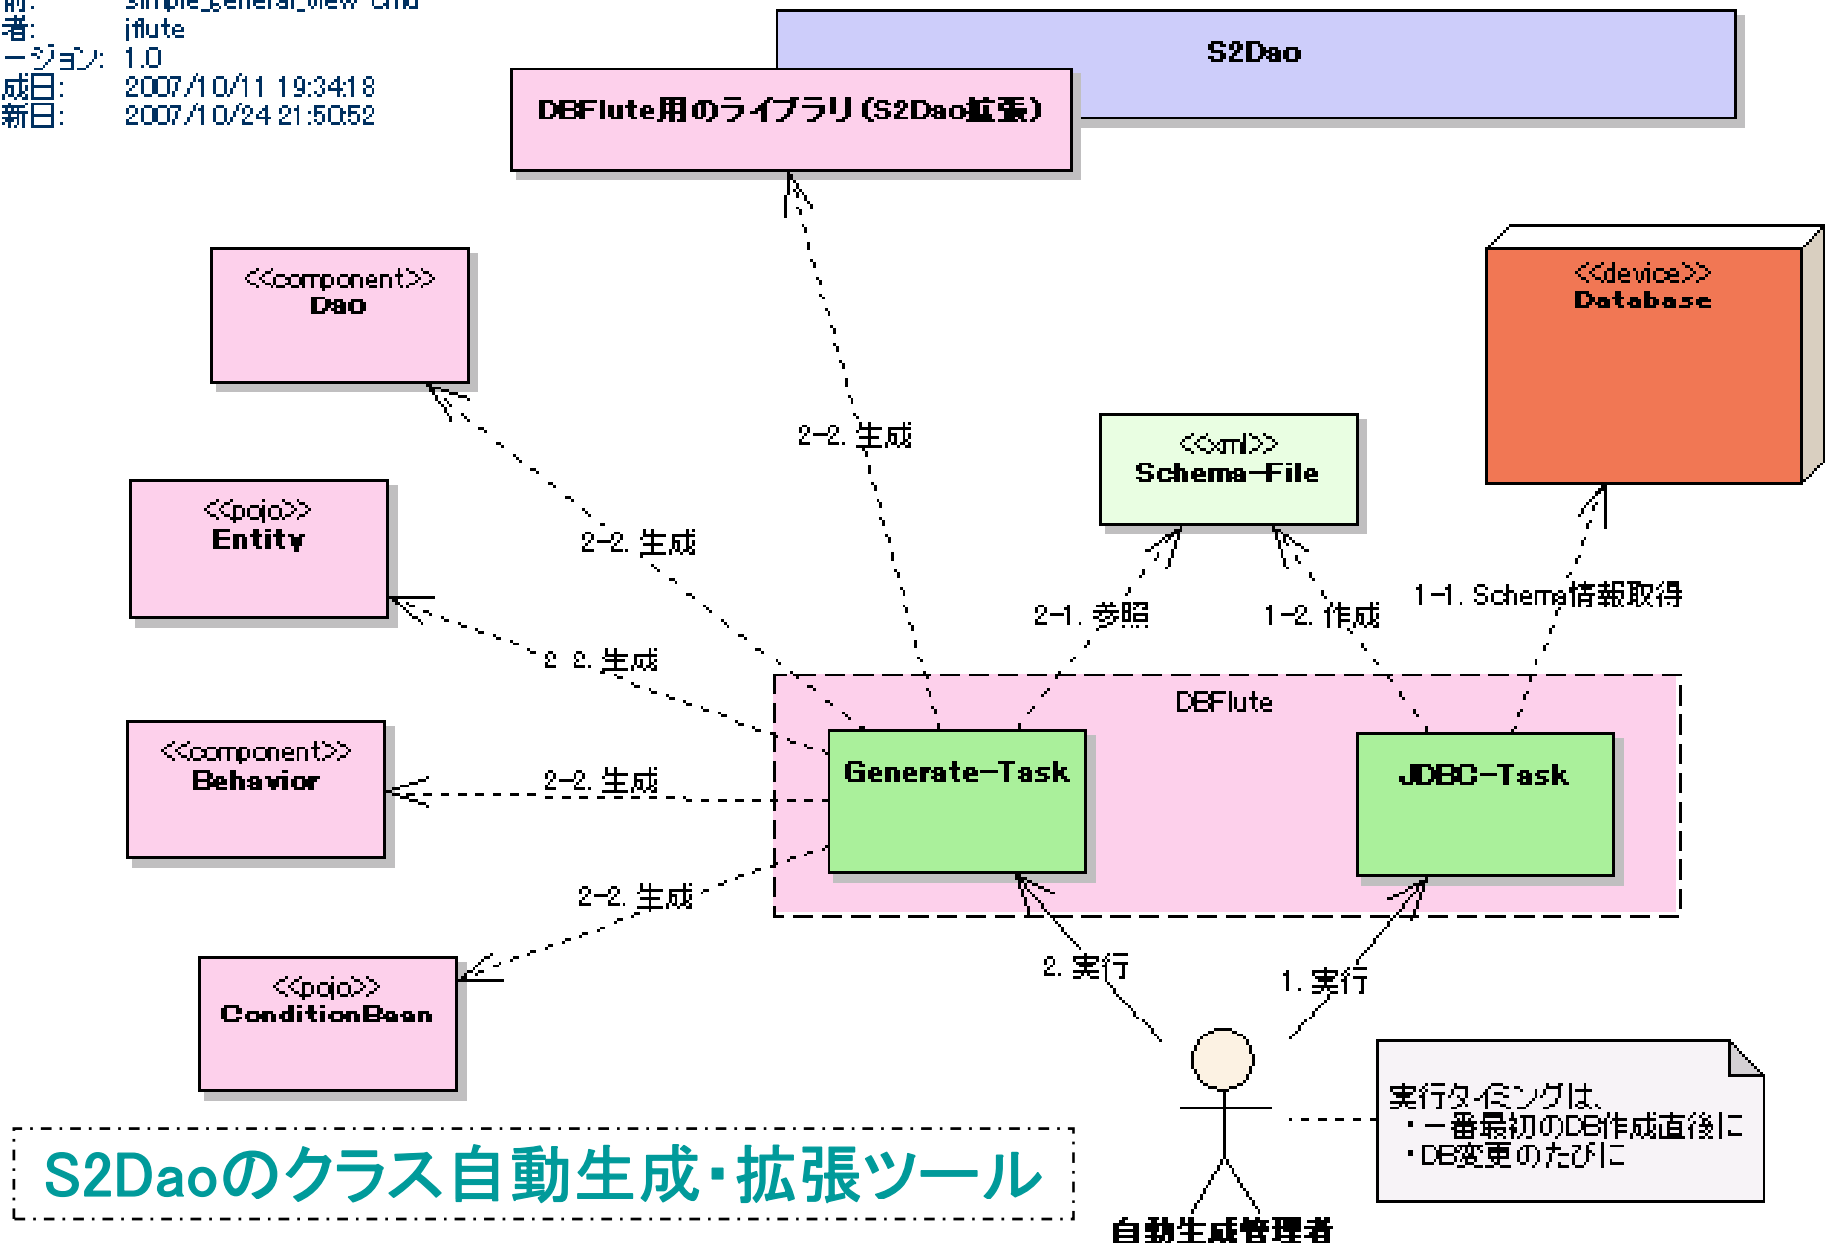 前: simple_general_view-cmd
者: jflute
ージョン: 1.0
成日: 2007/10/11 19:34:18
新日: 2007/10/24 21:50:52
S2Dao
DBFlute用のライブラリ(S2Dao拡張)
<<component>>
Dao
<<device>>
Database
2-2. 生成
<<xml>>
Schema-File
<<pojo>>
Entity
2-2. 生成
1-1. Schema情報取得
2-1. 参照
1-2. 作成
2-2. 生成
DBFlute
<<component>>
Behavior
2-2. 生成
Generate-Task
JDBC-Task
2-2. 生成
<<pojo>>
ConditionBean
2. 実行
1. 実行
実行タイミングは、
・一番最初のDB作成直後に
・DB変更のたびに
S2Daoのクラス自動生成・拡張ツール
自動生成管理者